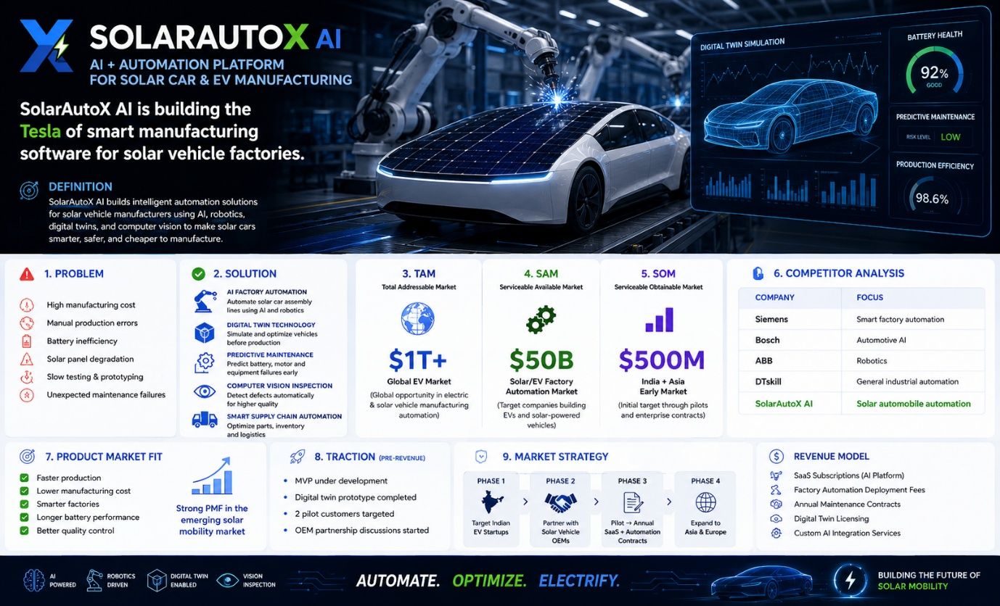 SOLARAUTOX AI
AI + AUTOMATION PLATFORM
FOR SOLAR CAR & EV MANUFACTURING
SolarAutoX AI is building the
Tesla of smart manufacturing
software for solar vehicle factories.
DEFINITION
SolarAutoX AI builds intelligent automation solutions
for solar vehicle manufacturers using AI, robotics,
digital twins, and computer vision to make solar cars
smarter, safer, and cheaper to manufacture.
DIGITAL TWIN SIMULATION
BATTERY HEALTH
92%
GOOD
PREDICTIVE MAINTENANCE
RISK LEVEL LOW
PRODUCTION EFFICIENCY
98.6%
1. PROBLEM
High manufacturing cost
Manual production errors
Battery inefficiency
Solar panel degradation
Slow testing & prototyping
Unexpected maintenance failures
2. SOLUTION
AI FACTORY AUTOMATION
Automate solar car assembly
lines using AI and robotics
DIGITAL TWIN TECHNOLOGY
Simulate and optimize vehicles
before production
PREDICTIVE MAINTENANCE
Predict battery, motor and
equipment failures early
COMPUTER VISION INSPECTION
Detect defects automatically
for higher quality
SMART SUPPLY CHAIN AUTOMATION
Optimize parts, inventory
and logistics
3. TAM
Total Addressable Market
$1T+
Global EV Market
(Global opportunity in electric
& solar vehicle manufacturing
automation)
4. SAM
Serviceable Available Market
$50B
Solar/EV Factory
Automation Market
(Target companies building
EVs and solar-powered
vehicles)
5. SOM
Serviceable Obtainable Market
$500M
India + Asia
Early Market
(Initial target through pilots
and enterprise contracts)
6. COMPETITOR ANALYSIS
COMPANY FOCUS
Siemens Smart factory automation
Bosch Automotive AI
ABB Robotics
DTskill General industrial automation
SolarAutoX AI Solar automobile automation
7. PRODUCT MARKET FIT
Faster production
Lower manufacturing cost
Smarter factories
Longer battery performance
Better quality control
Strong PMF in the
emerging solar
mobility market
8. TRACTION (PRE-REVENUE)
• MVP under development
• Digital twin prototype completed
• 2 pilot customers targeted
• OEM partnership discussions started
9. MARKET STRATEGY
PHASE 1
Target Indian
EV Startups
PHASE 2
Partner with
Solar Vehicle
OEMs
PHASE 3
Pilot → Annual
SaaS + Automation
Contracts
PHASE 4
Expand to
Asia & Europe
REVENUE MODEL
SaaS Subscriptions (AI Platform)
Factory Automation Deployment Fees
Annual Maintenance Contracts
Digital Twin Licensing
Custom AI Integration Services
AI
POWERED
ROBOTICS
DRIVEN
DIGITAL TWIN
ENABLED
VISION
INSPECTION
AUTOMATE. OPTIMIZE. ELECTRIFY.
BUILDING THE FUTURE OF
SOLAR MOBILITY